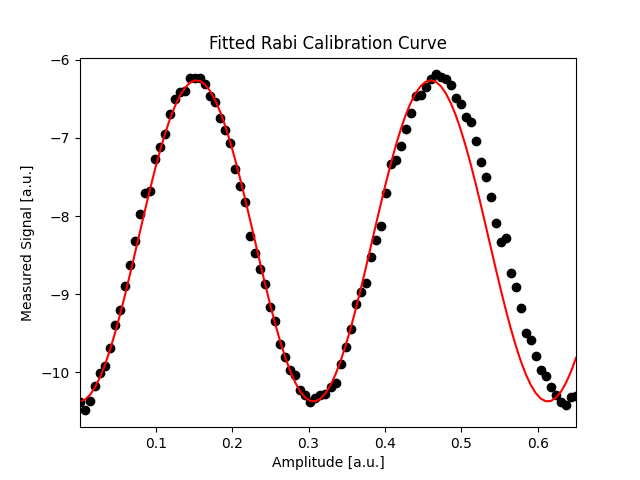 Fitted Rabi Calibration Curve
−6
−7
−8
−9
−10
Measured Signal [a.u.]
0.1 0.2 0.3 0.4 0.5 0.6
Amplitude [a.u.]